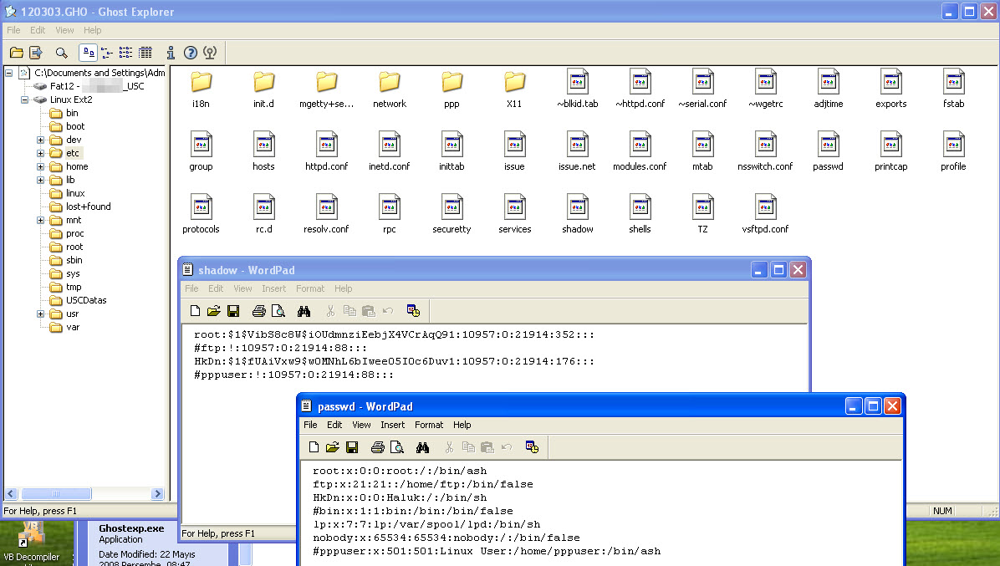 120303.GHO - Ghost Explorer
File Edit View Help
C:\Documents and Settings\Adm
Fat12 - _USC
Linux Ext2
bin
boot
dev
etc
home
lib
linux
lost+found
mnt
proc
root
sbin
sys
tmp
USCDatas
usr
var
i18n init.d mgetty+se... network ppp X11 ~blkid.tab ~httpd.conf ~serial.conf ~wgetrc adjtime exports fstab
group hosts httpd.conf inetd.conf inittab issue issue.net modules.conf mtab nsswitch.conf passwd printcap profile
protocols rc.d resolv.conf rpc securetty services shadow shells TZ vsftpd.conf
shadow - WordPad
File Edit View Insert Format Help
root:$1$VibS8c8W$iOUdmnziEebjX4VCrAqQ91:10957:0:21914:352:::
#ftp:!:10957:0:21914:88:::
HkDn:$1$fUAiVxw9$w0MNhL6bIwee05I0c6Duv1:10957:0:21914:176:::
#pppuser:!:10957:0:21914:88:::
For Help, press F1
passwd - WordPad
File Edit View Insert Format Help
root:x:0:0:root:/:/bin/ash
ftp:x:21:21::/home/ftp:/bin/false
HkDn:x:0:0:Haluk:/:/bin/sh
#bin:x:1:1:bin:/bin:/bin/false
lp:x:7:7:lp:/var/spool/lpd:/bin/sh
nobody:x:65534:65534:nobody:/:/bin/false
#pppuser:x:501:501:Linux User:/home/pppuser:/bin/ash
For Help, press F1
NUM
VB Decompiler
Ghostexp.exe
Application
Date Modified: 22 Mayıs
2008 Perşembe, 08:47